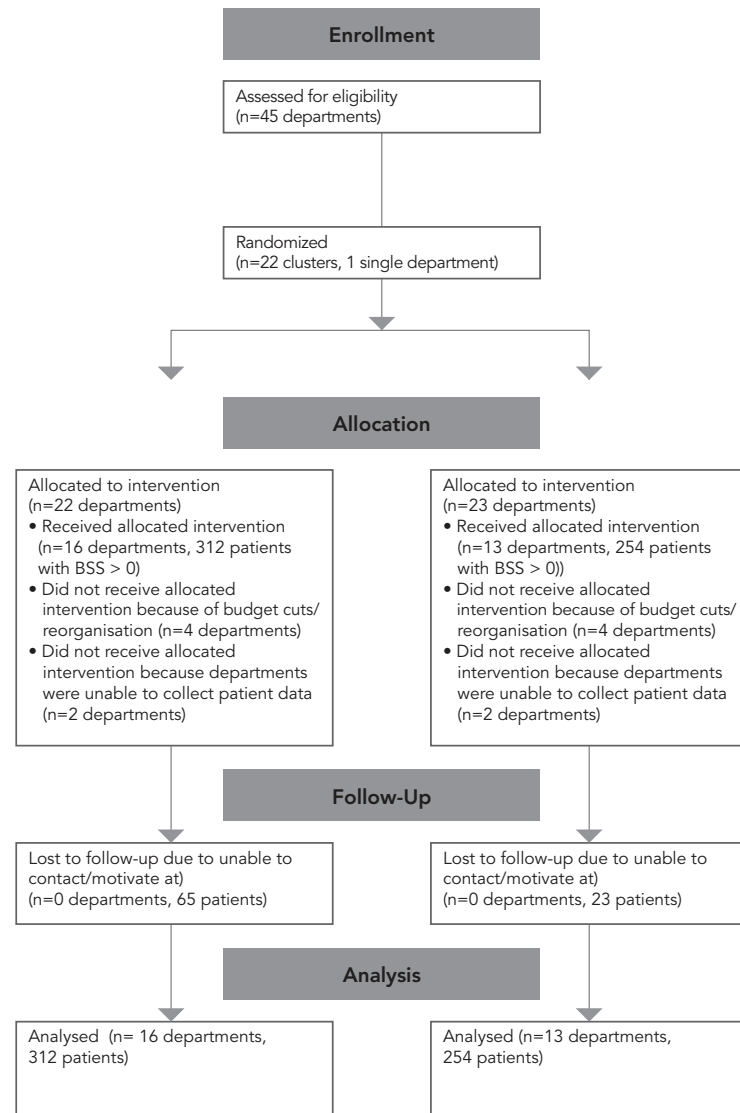 Enrollment
Assessed for eligibility
(n=45 departments)
Randomized
(n=22 clusters, 1 single department)
Allocation
Allocated to intervention
(n=22 departments)
• Received allocated intervention
(n=16 departments, 312 patients
with BSS > 0)
• Did not receive allocated
intervention because of budget cuts/
reorganisation (n=4 departments)
• Did not receive allocated
intervention because departments
were unable to collect patient data
(n=2 departments)
Allocated to intervention
(n=23 departments)
• Received allocated intervention
(n=13 departments, 254 patients
with BSS > 0))
• Did not receive allocated
intervention because of budget cuts/
reorganisation (n=4 departments)
• Did not receive allocated
intervention because departments
were unable to collect patient data
(n=2 departments)
Follow-Up
Lost to follow-up due to unable to
contact/motivate at)
(n=0 departments, 65 patients)
Lost to follow-up due to unable to
contact/motivate at)
(n=0 departments, 23 patients)
Analysis
Analysed (n= 16 departments,
312 patients)
Analysed (n=13 departments,
254 patients)